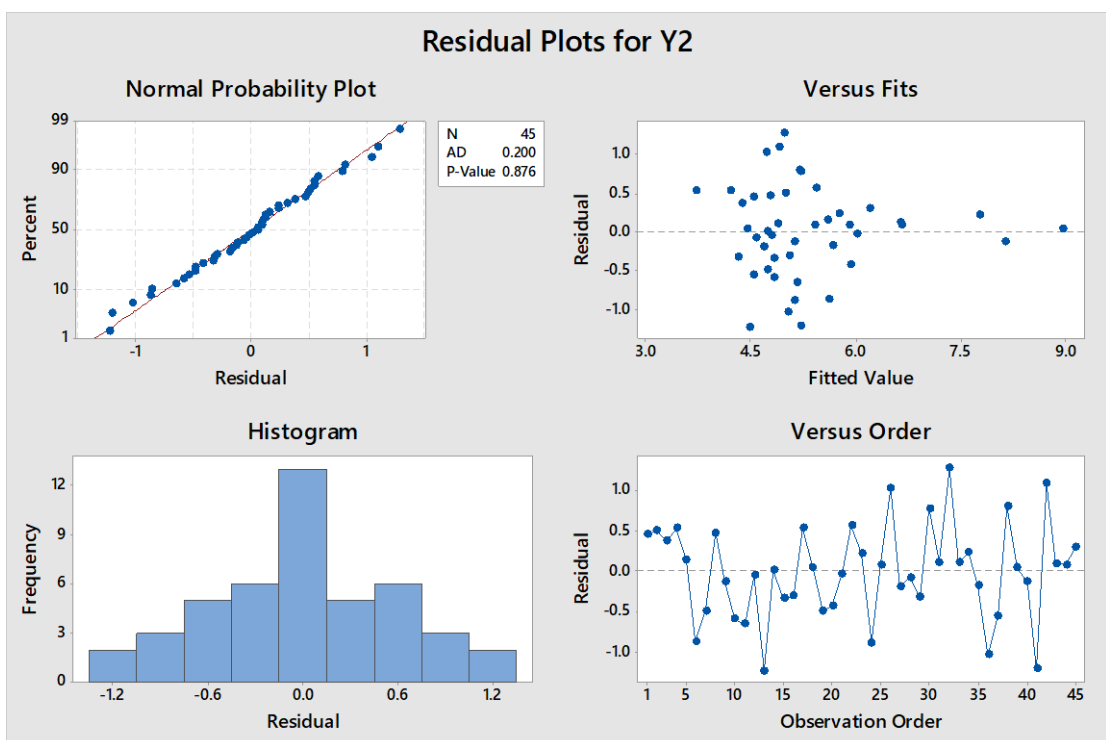 Residual Plots for Y2
Normal Probability Plot
99
90
50
10
1
Percent
-1 0 1
Residual
N 45
AD 0.200
P-Value 0.876
Versus Fits
1.0
0.5
0.0
-0.5
-1.0
Residual
3.0 4.5 6.0 7.5 9.0
Fitted Value
Histogram
12
9
6
3
0
Frequency
-1.2 -0.6 0.0 0.6 1.2
Residual
Versus Order
1.0
0.5
0.0
-0.5
-1.0
Residual
1 5 10 15 20 25 30 35 40 45
Observation Order